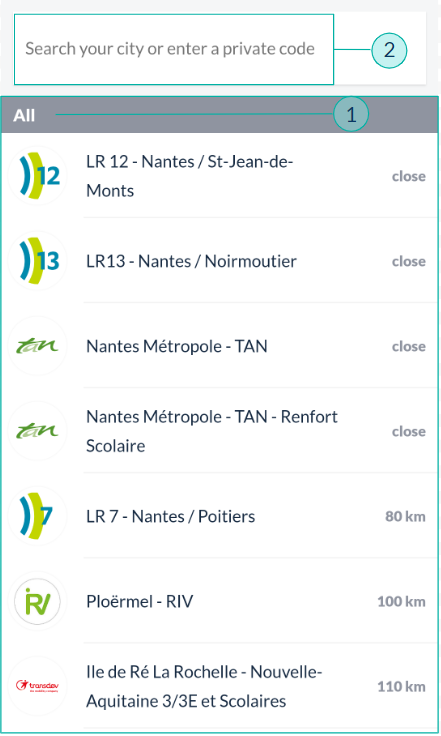 Search your city or enter a private code
2
All
1
12
LR 12 - Nantes / St-Jean-de-
Monts
close
13
LR13 - Nantes / Noirmoutier
close
tan
Nantes Métropole - TAN
close
tan
Nantes Métropole - TAN - Renfort
Scolaire
close
7
LR 7 - Nantes / Poitiers
80 km
RIV
Ploërmel - RIV
100 km
transdev
Ile de Ré La Rochelle - Nouvelle-
Aquitaine 3/3E et Scolaires
110 km